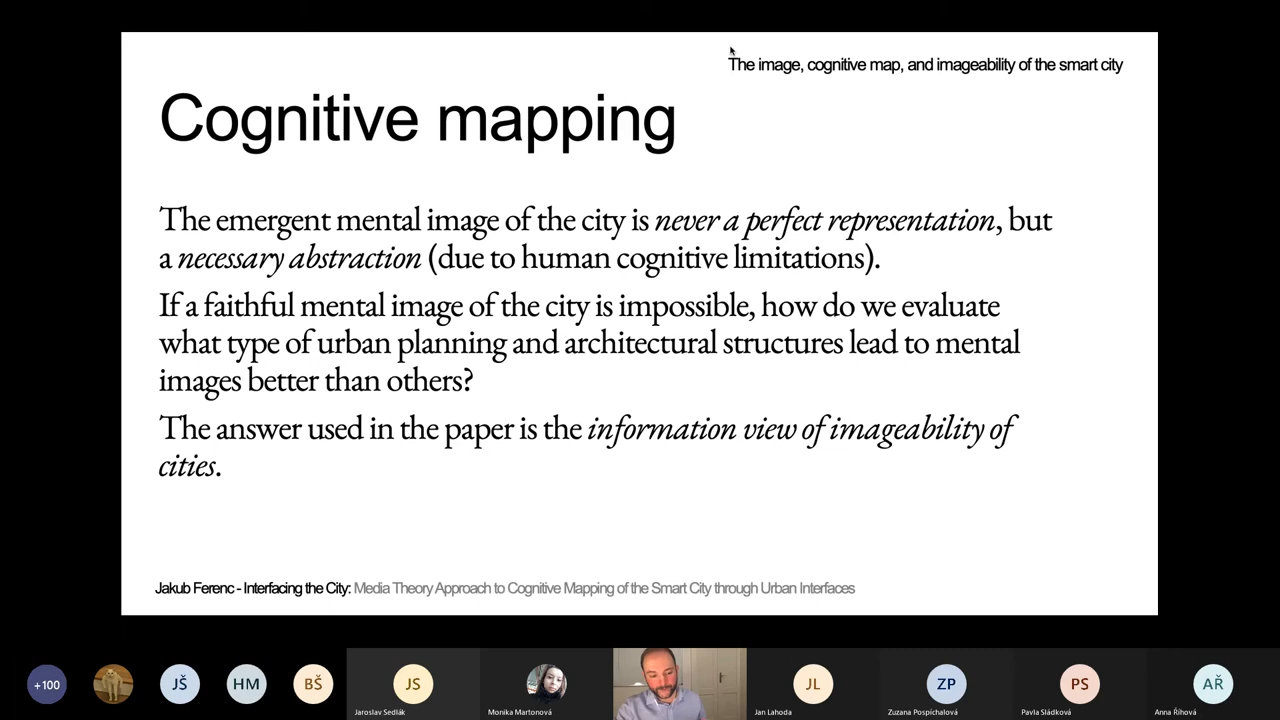 The image, cognitive map, and imageability of the smart city
Cognitive mapping
The emergent mental image of the city is never a perfect representation, but
a necessary abstraction (due to human cognitive limitations).
If a faithful mental image of the city is impossible, how do we evaluate
what type of urban planning and architectural structures lead to mental
images better than others?
The answer used in the paper is the information view of imageability of
cities.
Jakub Ferenc - Interfacing the City: Media Theory Approach to Cognitive Mapping of the Smart City through Urban Interfaces
+100
JŠ
HM
BŠ
JS
JL
ZP
PS
AŘ
Jaroslav Sedlák
Monika Martonová
Jan Lahoda
Zuzana Pospíchalová
Pavla Sládková
Anna Říhová